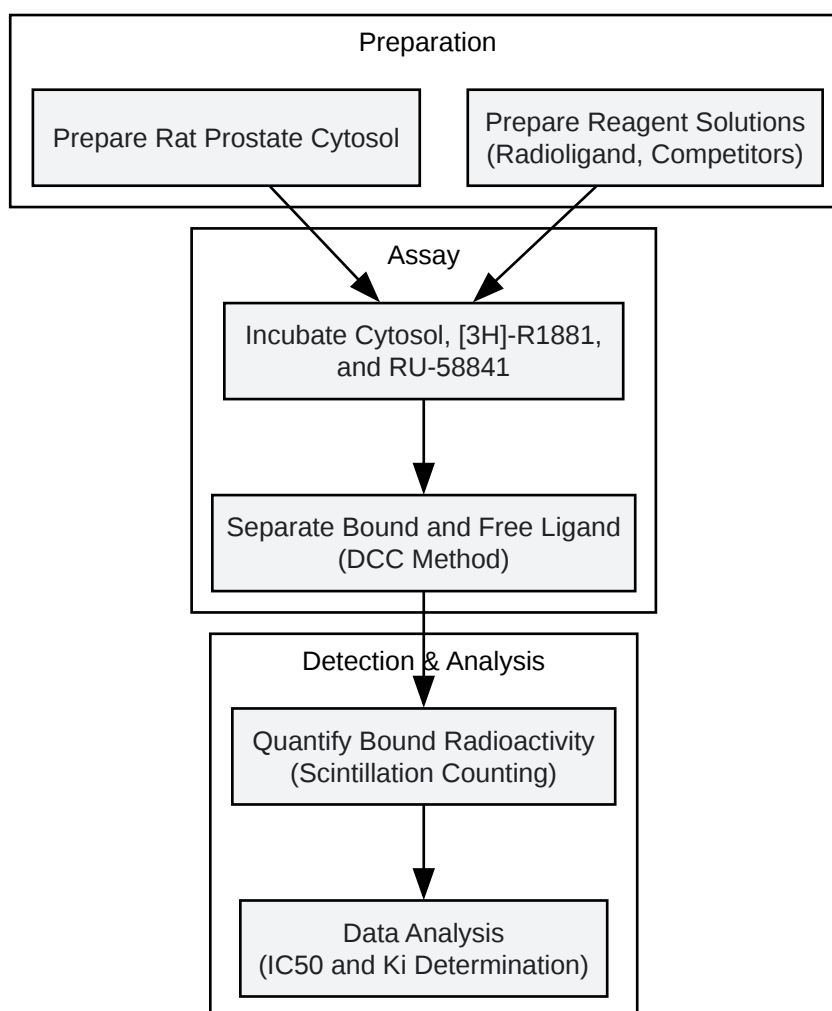 Preparation
Prepare Rat Prostate Cytosol
Prepare Reagent Solutions
(Radioligand, Competitors)
Assay
Incubate Cytosol, [3H]-R1881,
and RU-58841
Separate Bound and Free Ligand
(DCC Method)
Detection & Analysis
Quantify Bound Radioactivity
(Scintillation Counting)
Data Analysis
(IC50 and Ki Determination)